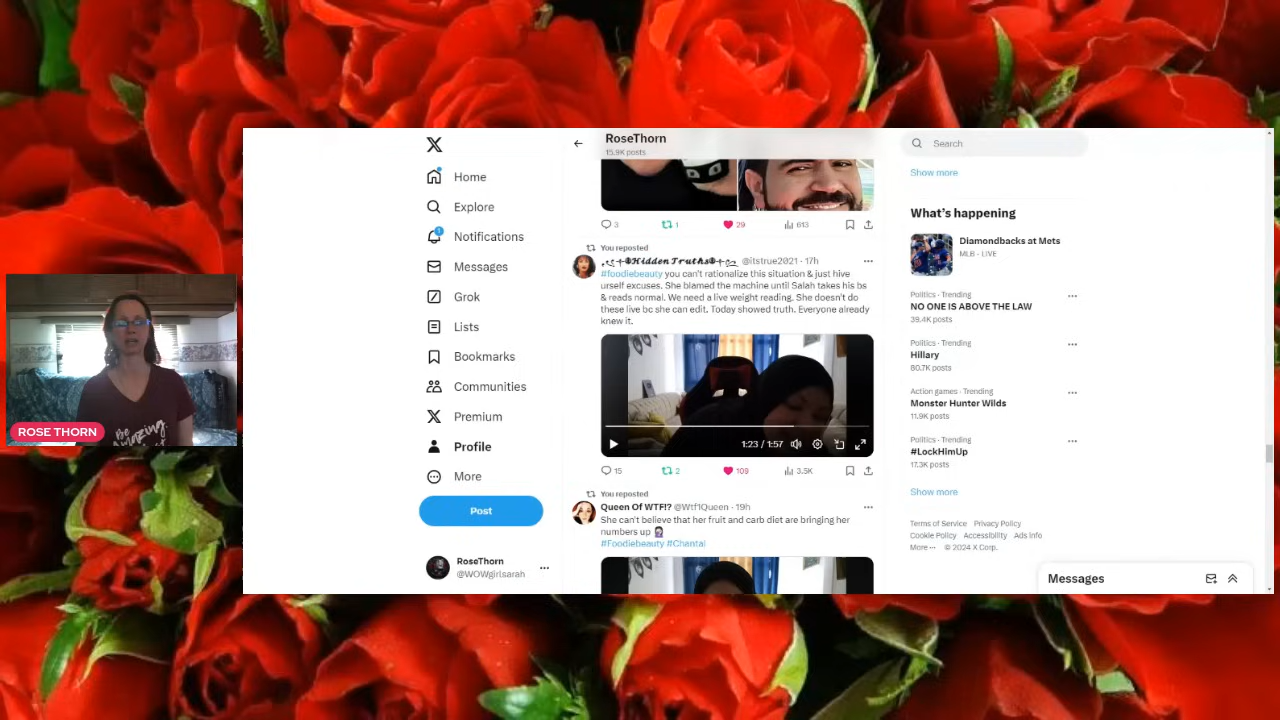 RoseThorn
15.9K posts
Search
Show more
3
1
29
613
Home
Explore
1
Notifications
Messages
Grok
Lists
Bookmarks
Communities
Premium
Profile
More
Post
RoseThorn
@WOWgirlsarah
You reposted
Hidden Truths
@itstrue2021 · 17h
#foodiebeauty you can't rationalize this situation & just hive
urself excuses. She blamed the machine until Salah takes his bs
& reads normal. We need a live weight reading. She doesn't do
these live bc she can edit. Today showed truth. Everyone already
knew it.
1:23 / 1:57
15
2
109
3.5K
You reposted
Queen Of WTF!? @Wtf1Queen · 19h
She can't believe that her fruit and carb diet are bringing her
numbers up
#Foodiebeauty #Chantal
What's happening
Diamondbacks at Mets
MLB · LIVE
Politics · Trending
NO ONE IS ABOVE THE LAW
39.4K posts
Politics · Trending
Hillary
80.7K posts
Action games · Trending
Monster Hunter Wilds
11.9K posts
Politics · Trending
#LockHimUp
17.3K posts
Show more
Terms of Service Privacy Policy
Cookie Policy Accessibility Ads info
More ··· © 2024 X Corp.
Messages
ROSE THORN
Be
Amazing